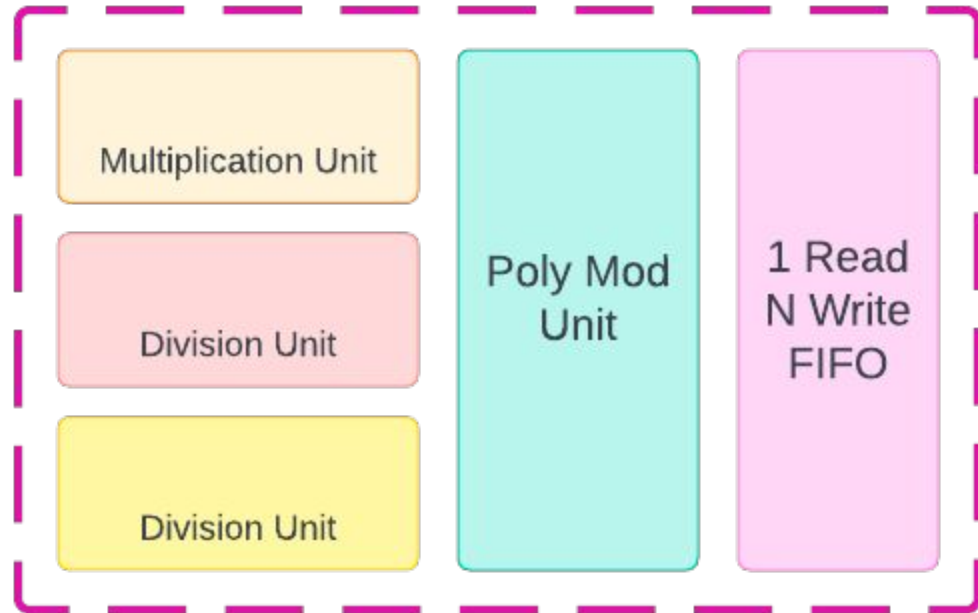 Multiplication Unit
Division Unit
Division Unit
Poly Mod
Unit
1 Read
N Write
FIFO